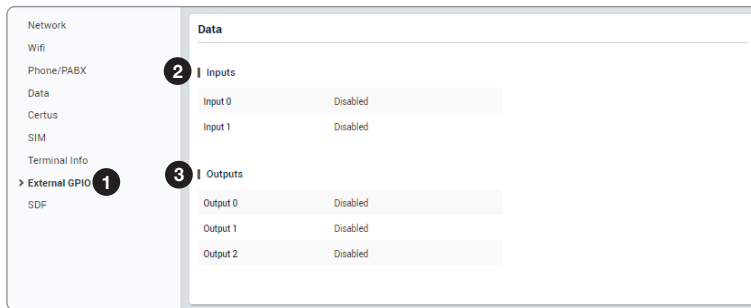 Network
Wifi
Phone/PABX
Data
Certus
SIM
Terminal Info
> External GPIO 1
SDF
Data
2 Inputs
Input 0 Disabled
Input 1 Disabled
3 Outputs
Output 0 Disabled
Output 1 Disabled
Output 2 Disabled